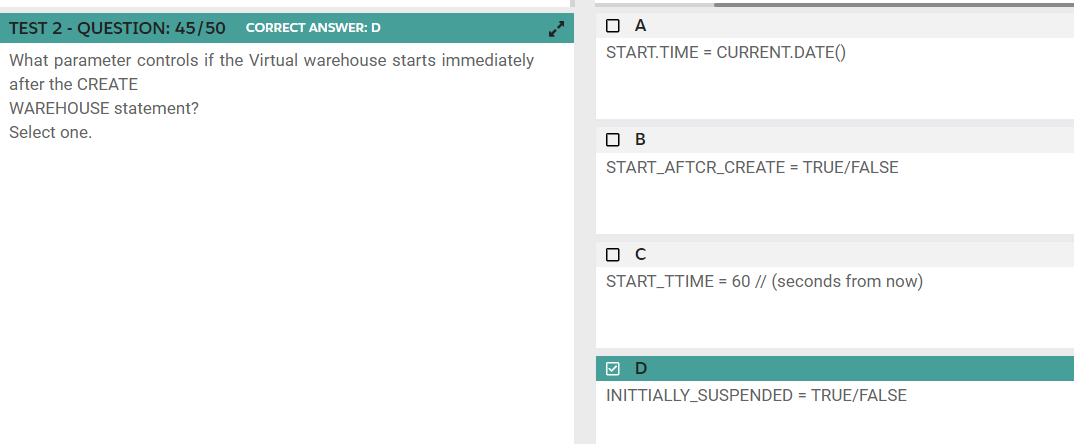 TEST 2 - QUESTION: 45/50 CORRECT ANSWER: D
What parameter controls if the Virtual warehouse starts immediately
after the CREATE
WAREHOUSE statement?
Select one.
A
START.TIME = CURRENT.DATE()
B
START_AFTCR_CREATE = TRUE/FALSE
C
START_TTIME = 60 // (seconds from now)
D
INITTIALLY_SUSPENDED = TRUE/FALSE